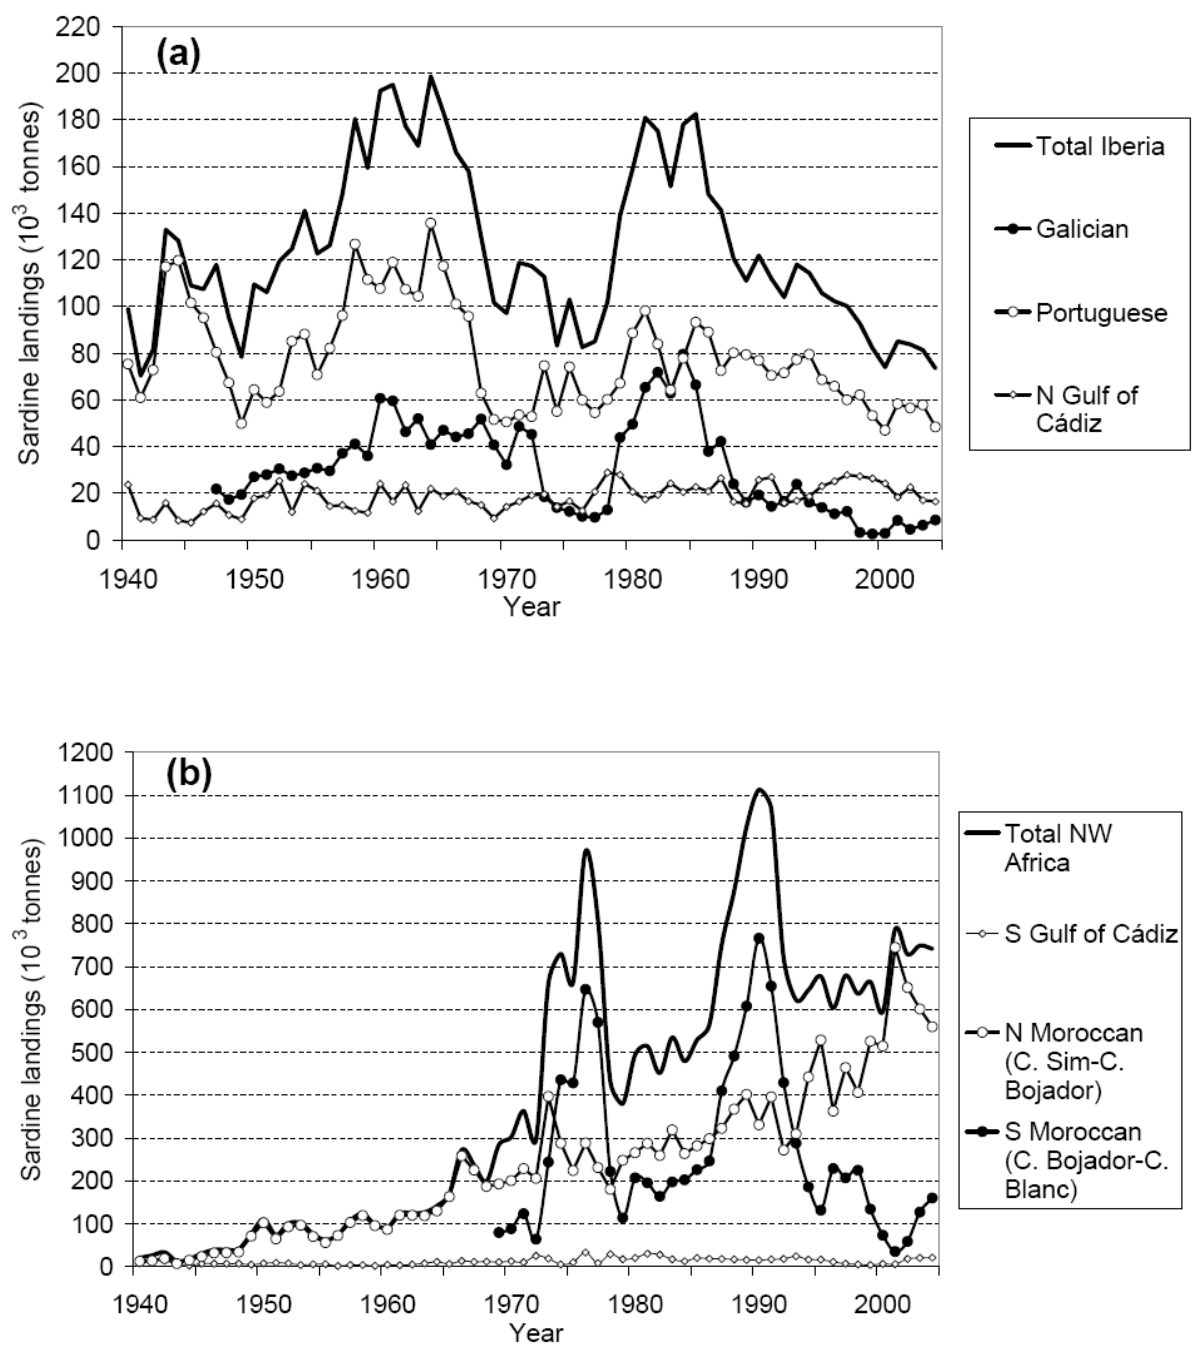 (a)
220
200
180
160
140
120
100
80
60
40
20
0
Sardine landings (10³ tonnes)
1940 1950 1960 1970 1980 1990 2000
Year
Total Iberia
Galician
Portuguese
N Gulf of
Cádiz
(b)
1200
1100
1000
900
800
700
600
500
400
300
200
100
0
Sardine landings (10³ tonnes)
1940 1950 1960 1970 1980 1990 2000
Year
Total NW
Africa
S Gulf of Cádiz
N Moroccan
(C. Sim-C.
Bojador)
S Moroccan
(C. Bojador-C.
Blanc)